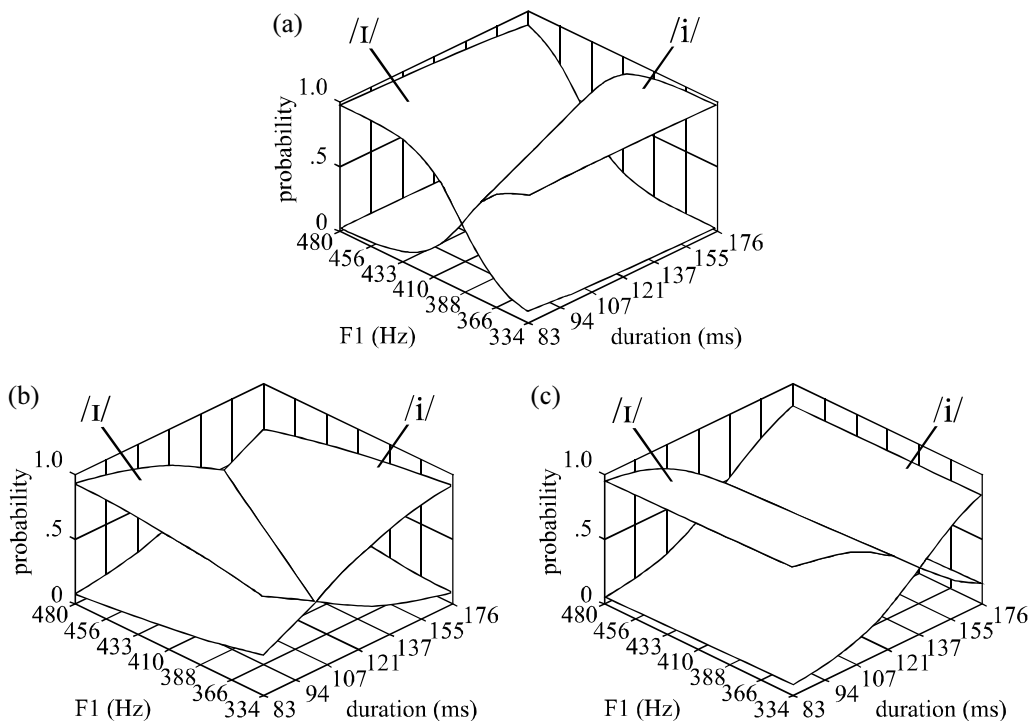 (a)
/ɪ/
/i/
probability
1.0
.5
0
480
456
433
410
388
366
334
83
94
107
121
137
155
176
F1 (Hz)
duration (ms)
(b)
/ɪ/
/i/
probability
1.0
.5
0
480
456
433
410
388
366
334
83
94
107
121
137
155
176
F1 (Hz)
duration (ms)
(c)
/ɪ/
/i/
probability
1.0
.5
0
480
456
433
410
388
366
334
83
94
107
121
137
155
176
F1 (Hz)
duration (ms)